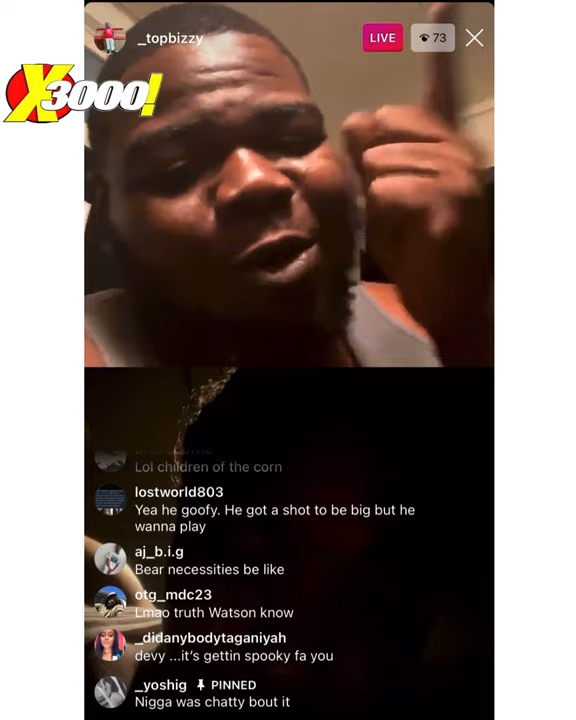 _topbizzy
LIVE
73
X3000!
Lol children of the corn
lostworld803
Yea he goofy. He got a shot to be big but he
wanna play
aj_b.i.g
Bear necessities be like
otg_mdc23
Lmao truth Watson know
_didanybodytaganiyah
devy ...it's gettin spooky fa you
_yoshig PINNED
Nigga was chatty bout it